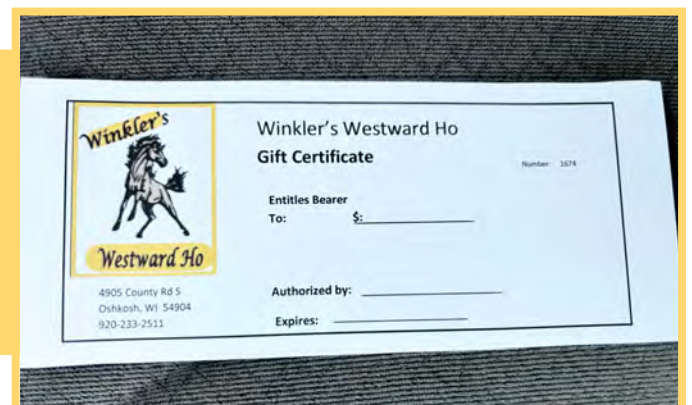 Winkler's
Westward Ho
4905 County Rd S
Oshkosh, WI 54904
920-233-2511
Winkler's Westward Ho
Gift Certificate
Number: 1674
Entitles Bearer
To: $:
Authorized by:
Expires: